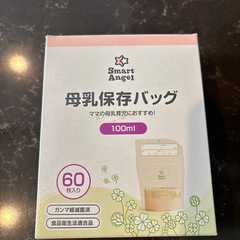 Smart
Angel
母乳保存バッグ
ママの母乳育児におすすめ!
100ml
60
枚入り
ガンマ線滅菌済
食品衛生法適合品